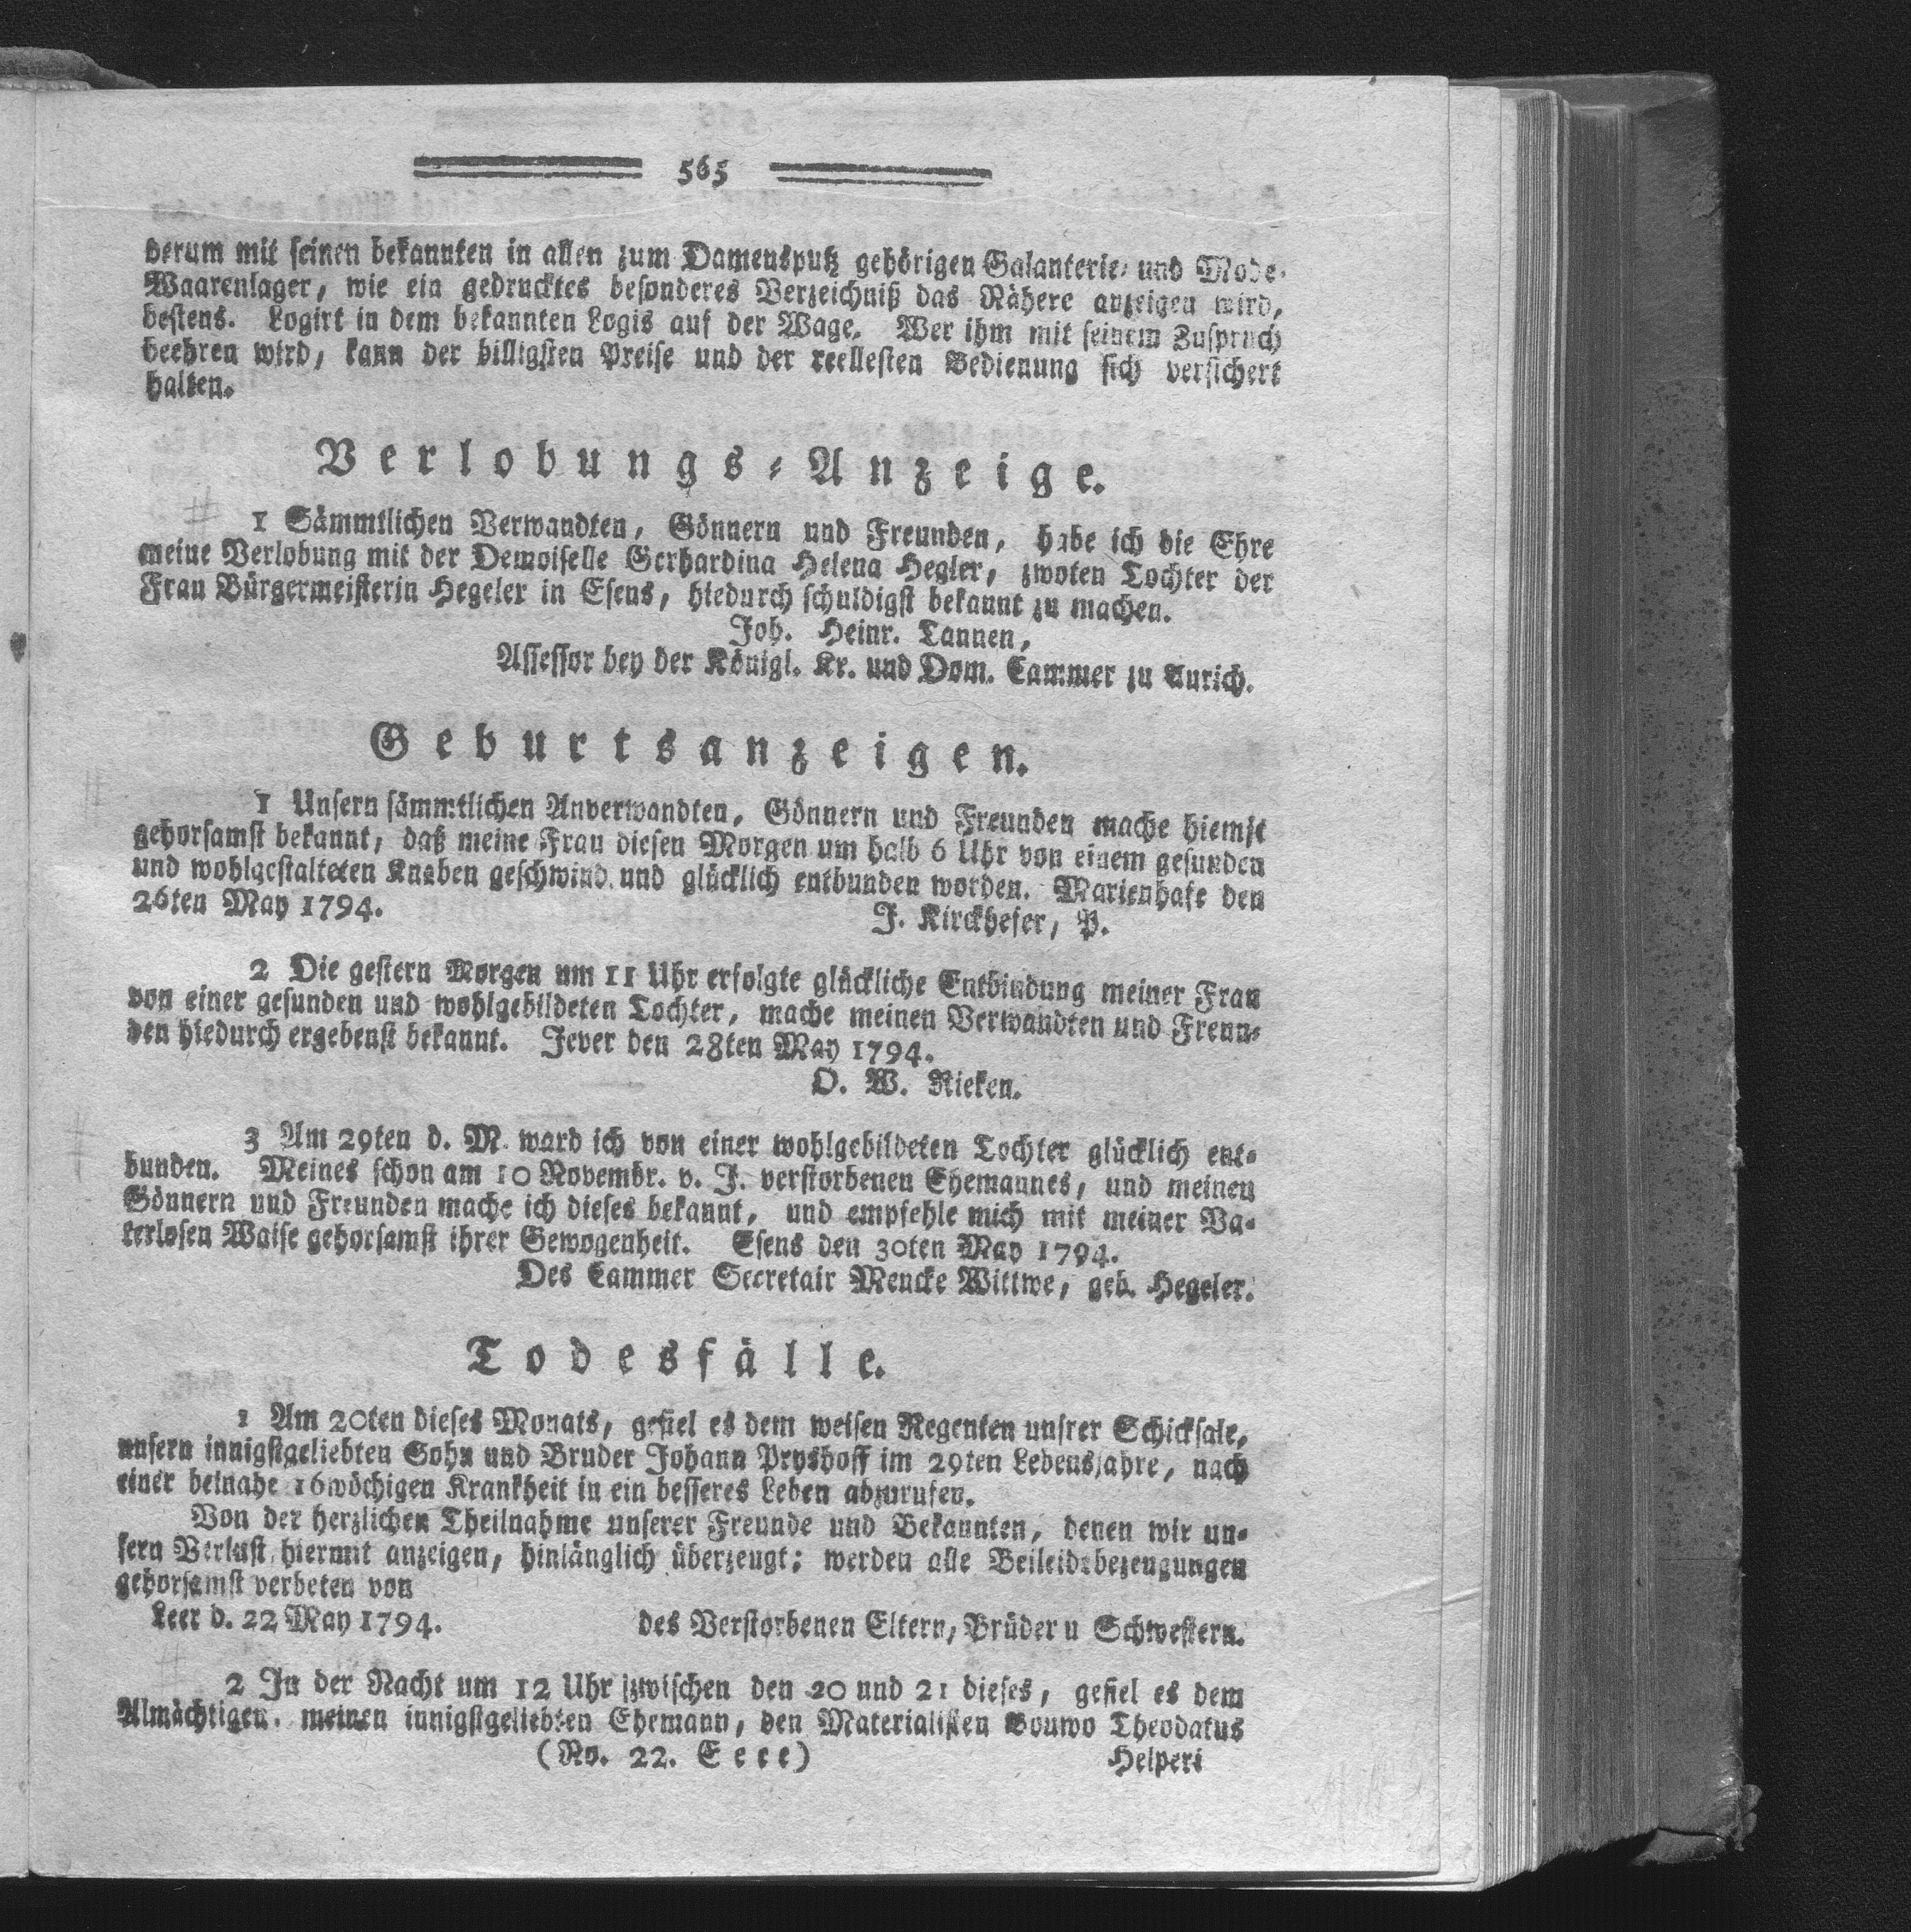 565
derum mit seinen bekannten in allen zum Damensputz gehörigen Galanterie- und Mode-
Waarenlager, wie ein gedrucktes besonderes Verzeichniß das Nähere anzeigen wird,
bestens. Logirt in dem bekannten Logis auf der Wage. Wer ihm mit seinem Zuspruch
beehren wird, kann der billigsten Preise und der reellesten Bedienung sich versichert
halten.
Verlobungs-Anzeige.
1 Sämmtlichen Verwandten, Gönnern und Freunden, habe ich die Ehre
meine Verlobung mit der Demoiselle Gerhardina Helena Hegler, zwoten Tochter der
Frau Bürgermeisterin Hegeler in Esens, hiedurch schuldigst bekannt zu machen.
Joh. Heinr. Tannen,
Assessor bey der Königl. Kr. und Dom. Cammer zu Aurich.
Geburtsanzeigen.
1 Unsern sämmtlichen Anverwandten, Gönnern und Freunden mache hiemit
gehorsamst bekannt, daß meine Frau diesen Morgen um halb 6 Uhr von einem gesunden
und wohlgestalteten Knaben geschwind und glücklich entbunden worden. Marienhafe den
26ten May 1794.
J. Kirckhefer, P.
2 Die gestern Morgen um 11 Uhr erfolgte glückliche Entbindung meiner Frau
von einer gesunden und wohlgebildeten Tochter, mache meinen Verwandten und Freun-
den hiedurch ergebenst bekannt. Jever den 28ten May 1794.
O. W. Rieken.
3 Am 29ten d. M. ward ich von einer wohlgebildeten Tochter glücklich ent-
bunden. Meines schon am 10 Novembr. v. J. verstorbenen Ehemannes, und meinen
Gönnern und Freunden mache ich dieses bekannt, und empfehle mich mit meiner Va-
terlosen Waise gehorsamst ihrer Gewogenheit. Esens den 30ten May 1794.
Des Cammer Secretair Mencke Wittwe, geb. Hegeler.
Todesfälle.
1 Am 20ten dieses Monats, gefiel es dem weisen Regenten unsrer Schicksale,
unsern innigstgeliebten Sohn und Bruder Johann Pryshoff im 29ten Lebensjahre, nach
einer beinahe 16wöchigen Krankheit in ein besseres Leben abzurufen.
Von der herzlichen Theilnahme unserer Freunde und Bekannten, denen wir un-
sern Verlust hiermit anzeigen, hinlänglich überzeugt; werden alle Beileidsbezeugungen
gehorsamst verbeten von
Leer d. 22 May 1794. des Verstorbenen Eltern, Brüder u Schwestern.
2 In der Nacht um 12 Uhr zwischen den 20 und 21 dieses, gefiel es dem
Almächtigen, meinen innigstgeliebten Ehemann, den Materialisten Bouwo Theodatus
(No. 22. Eeee) Helperi